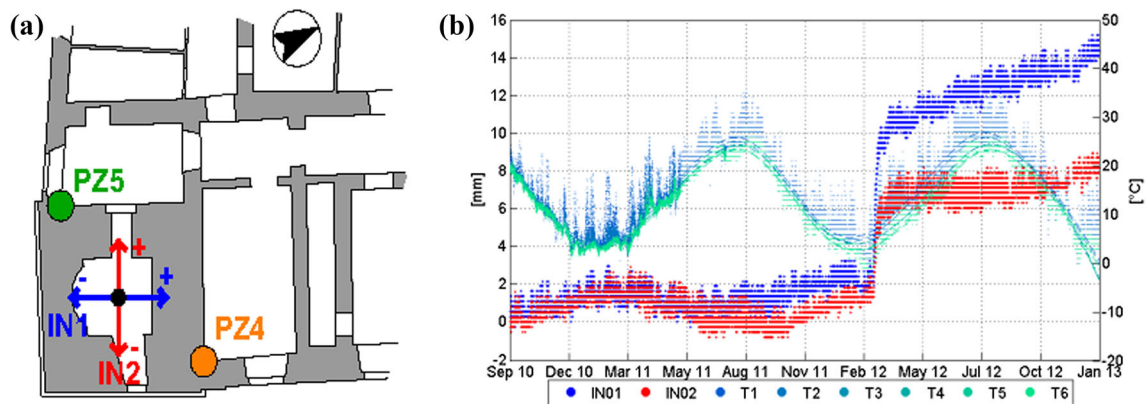 (a)
PZ5
+
- +
IN1 PZ4
-
IN2
(b)
16 50
14 40
12
10 30
8 20
[mm] [°C]
6 10
4 0
2
0 -10
-2 -20
Sep 10 Dec 10 Mar 11 May 11 Aug 11 Nov 11 Feb 12 May 12 Jul 12 Oct 12 Jan 13
IN01 IN02 T1 T2 T3 T4 T5 T6